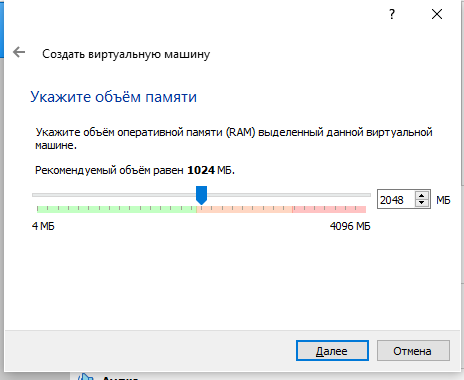 ?
Создать виртуальную машину
Укажите объём памяти
Укажите объём оперативной памяти (RAM) выделенный данной виртуальной
машине.
Рекомендуемый объём равен 1024 МБ.
2048 МБ
4 МБ 4096 МБ
Далее Отмена